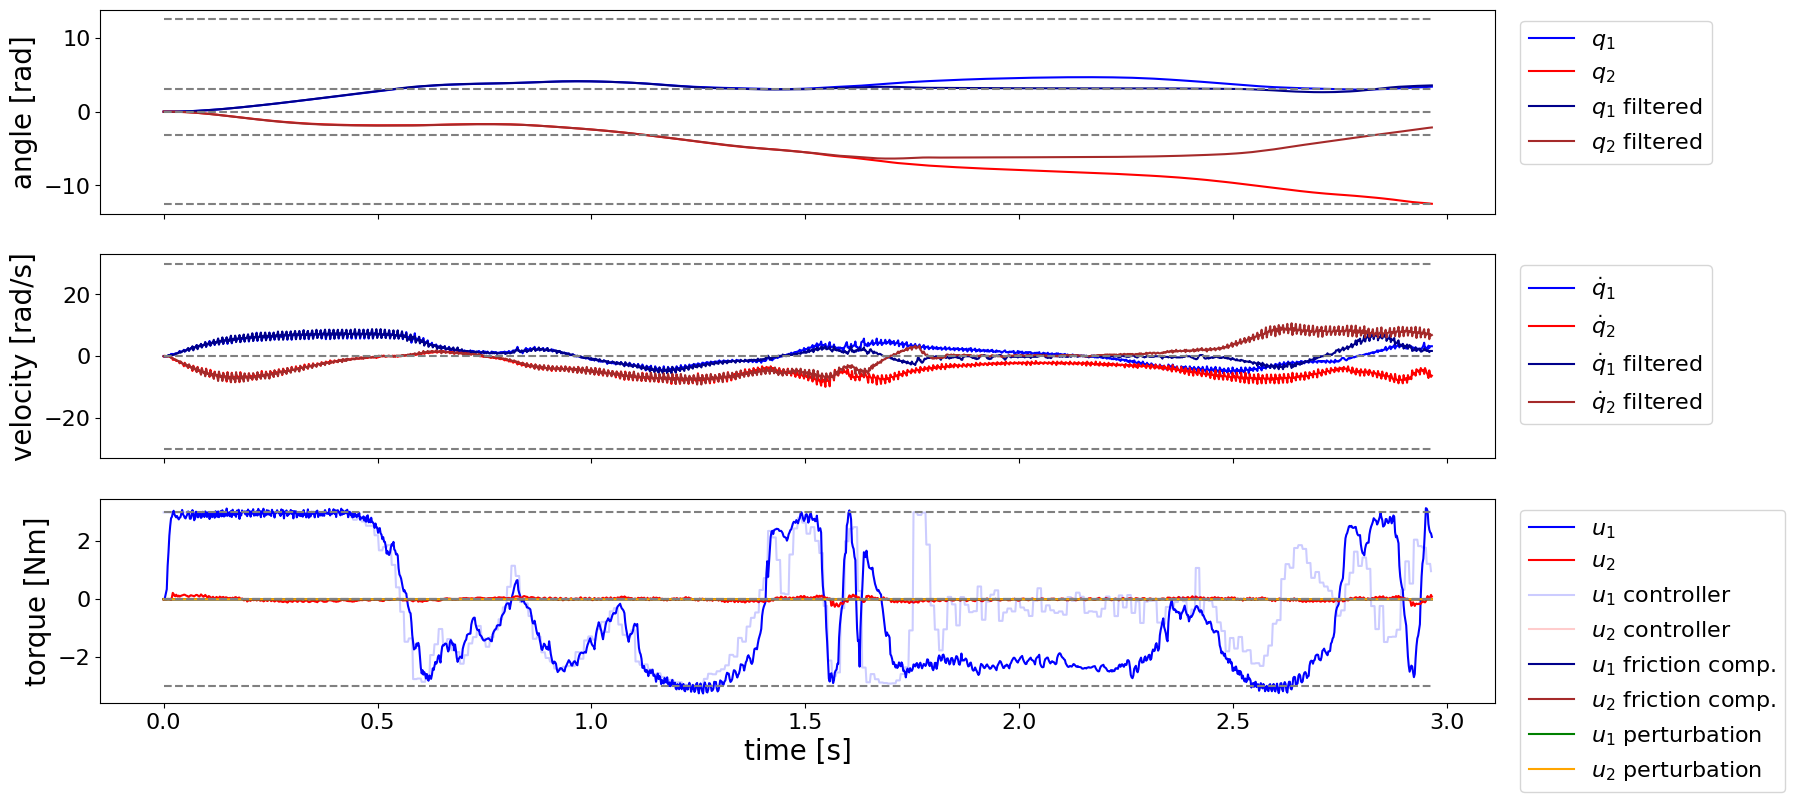 angle [rad]
10
0
−10
q₁
q₂
q₁ filtered
q₂ filtered
velocity [rad/s]
20
0
−20
q̇₁
q̇₂
q̇₁ filtered
q̇₂ filtered
torque [Nm]
2
0
−2
0.0 0.5 1.0 1.5 2.0 2.5 3.0
time [s]
u₁
u₂
u₁ controller
u₂ controller
u₁ friction comp.
u₂ friction comp.
u₁ perturbation
u₂ perturbation